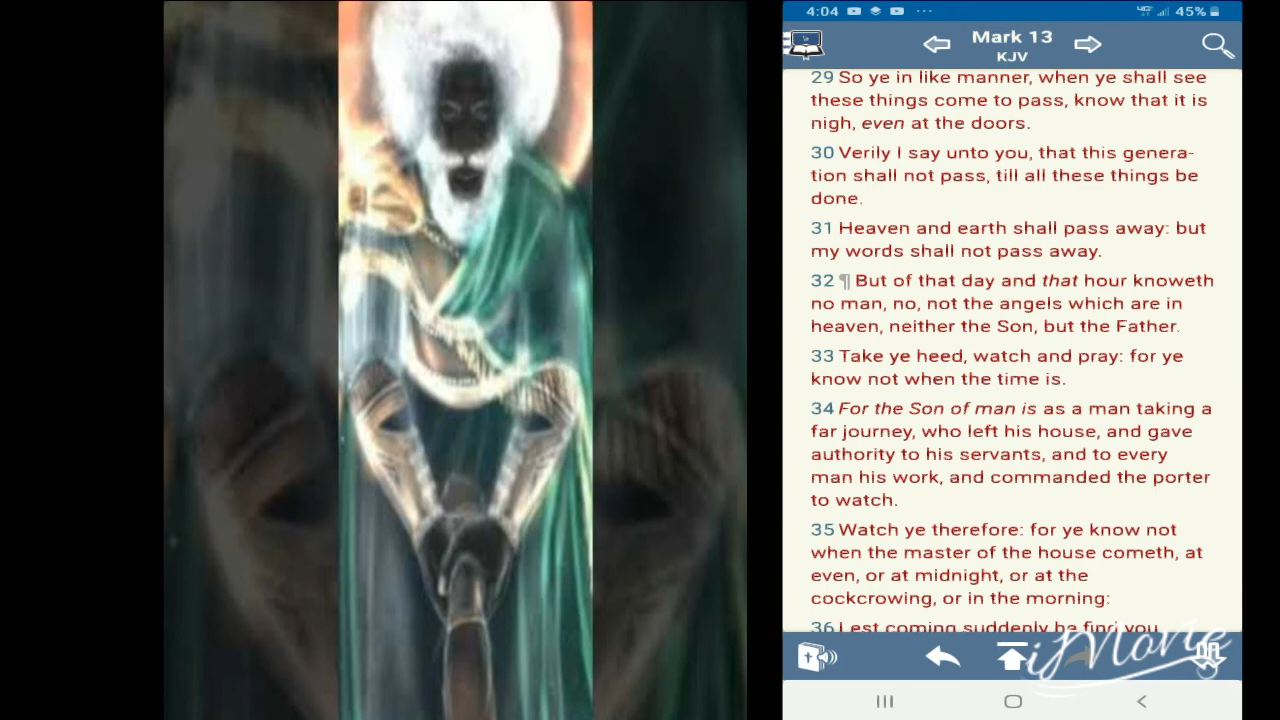 4:04
45%
Mark 13
KJV
29 So ye in like manner, when ye shall see
these things come to pass, know that it is
nigh, even at the doors.
30 Verily I say unto you, that this genera-
tion shall not pass, till all these things be
done.
31 Heaven and earth shall pass away: but
my words shall not pass away.
32 ¶ But of that day and that hour knoweth
no man, no, not the angels which are in
heaven, neither the Son, but the Father.
33 Take ye heed, watch and pray: for ye
know not when the time is.
34 For the Son of man is as a man taking a
far journey, who left his house, and gave
authority to his servants, and to every
man his work, and commanded the porter
to watch.
35 Watch ye therefore: for ye know not
when the master of the house cometh, at
even, or at midnight, or at the
cockcrowing, or in the morning:
36 Lest coming suddenly he find you
iMovie